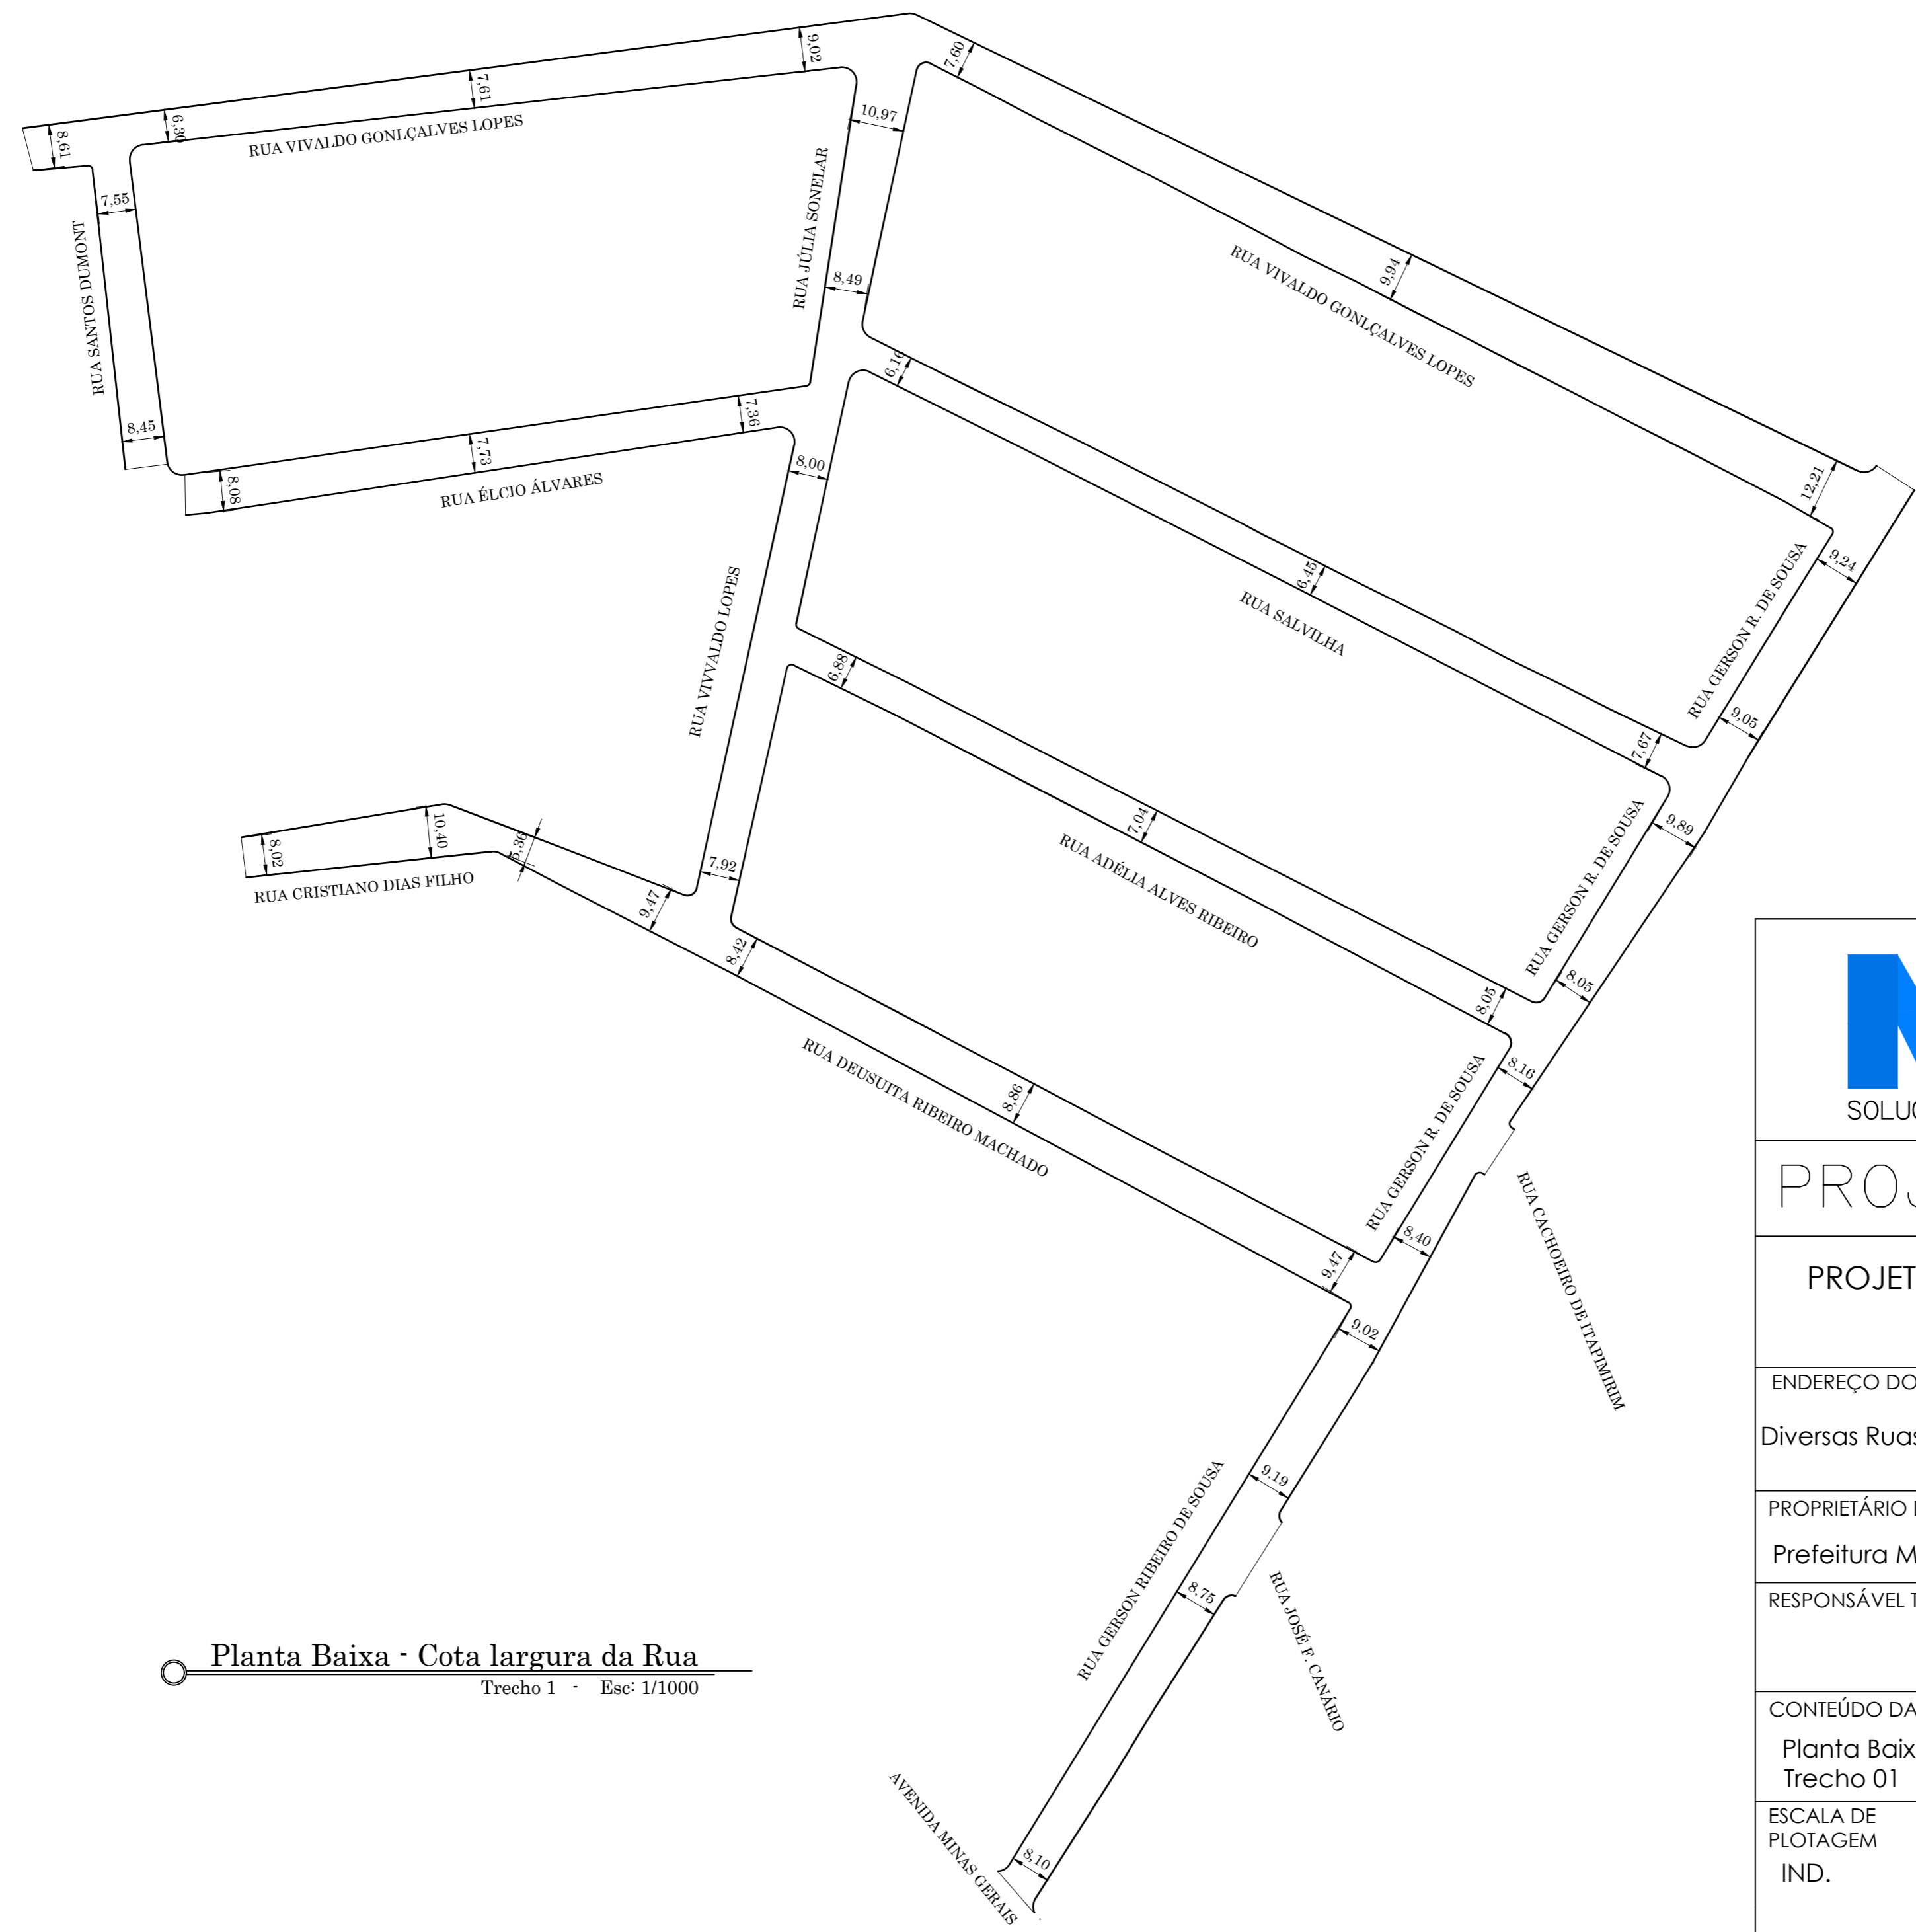 9,02
7,60
7,61
6,30
8,61
10,97
RUA VIVALDO GONLÇALVES LOPES
7,55
RUA JÚLIA SONELAR
RUA SANTOS DUMONT
8,49
9,94
RUA VIVALDO GONLÇALVES LOPES
6,16
7,36
8,45
7,73
8,00
8,08
RUA ÉLCIO ÁLVARES
12,21
9,24
6,45
RUA SALVILHA
RUA GERSON R. DE SOUSA
RUA VIVVALDO LOPES
6,88
9,05
7,67
9,89
10,40
8,02
5,36
7,04
RUA CRISTIANO DIAS FILHO
7,92
9,47
RUA ADÉLIA ALVES RIBEIRO
RUA GERSON R. DE SOUSA
8,42
8,05
8,05
8,16
RUA DEUSUITA RIBEIRO MACHADO
8,86
RUA GERSON R. DE SOUSA
RUA CACHOEIRO DE ITAPIMIRIM
8,40
9,47
9,02
9,19
RUA GERSON RIBEIRO DE SOUSA
8,75
RUA JOSÉ F. CANÁRIO
AVENIDA MINAS GERAIS
8,10
Planta Baixa - Cota largura da Rua
Trecho 1 - Esc: 1/1000
PROJET
ENDEREÇO DO
Diversas Ruas
PROPRIETÁRIO
Prefeitura M
RESPONSÁVEL T
CONTEÚDO DA
Planta Baix
Trecho 01
ESCALA DE
PLOTAGEM
IND.